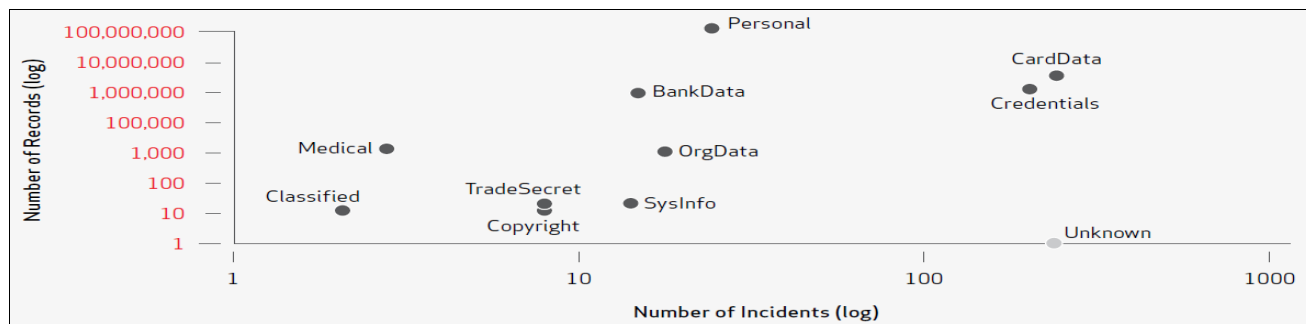 Number of Records (log)
100,000,000
10,000,000
1,000,000
100,000
1,000
100
10
1
Personal
CardData
BankData
Credentials
Medical
OrgData
Classified
TradeSecret
SysInfo
Copyright
Unknown
1 10 100 1000
Number of Incidents (log)